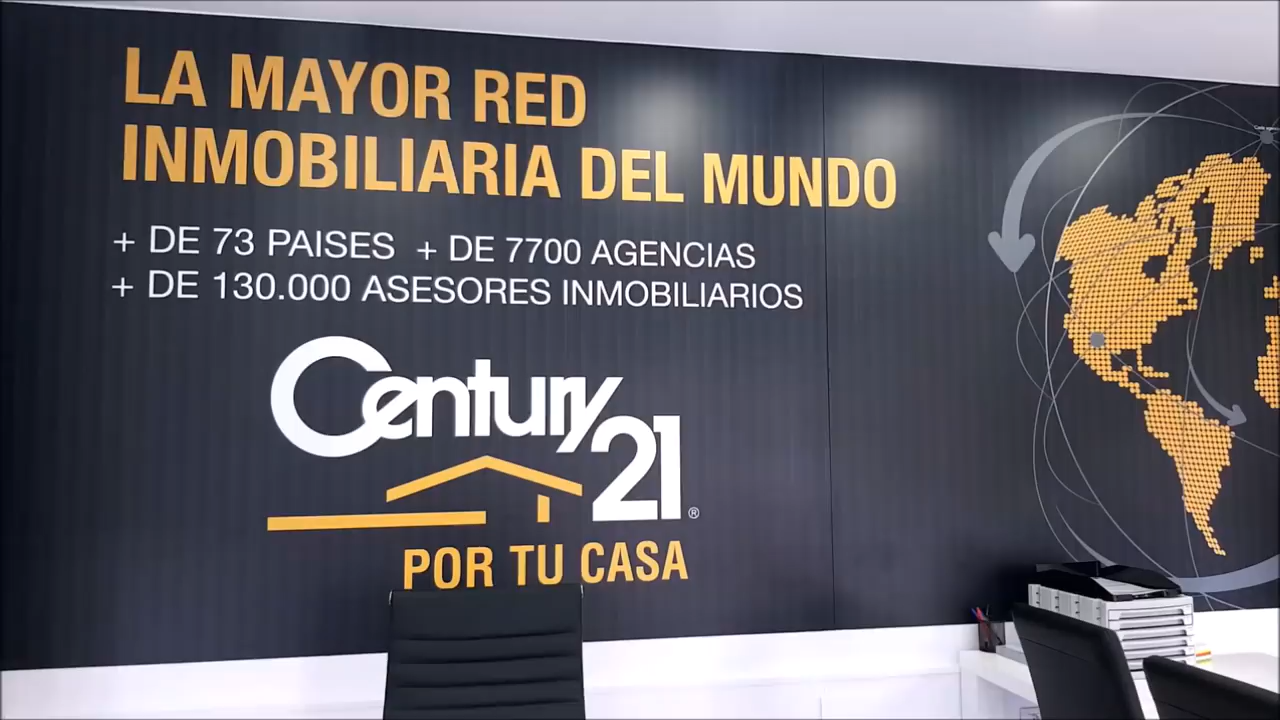 LA MAYOR RED
INMOBILIARIA DEL MUNDO
+ DE 73 PAISES + DE 7700 AGENCIAS
+ DE 130.000 ASESORES INMOBILIARIOS
Century
21®
POR TU CASA